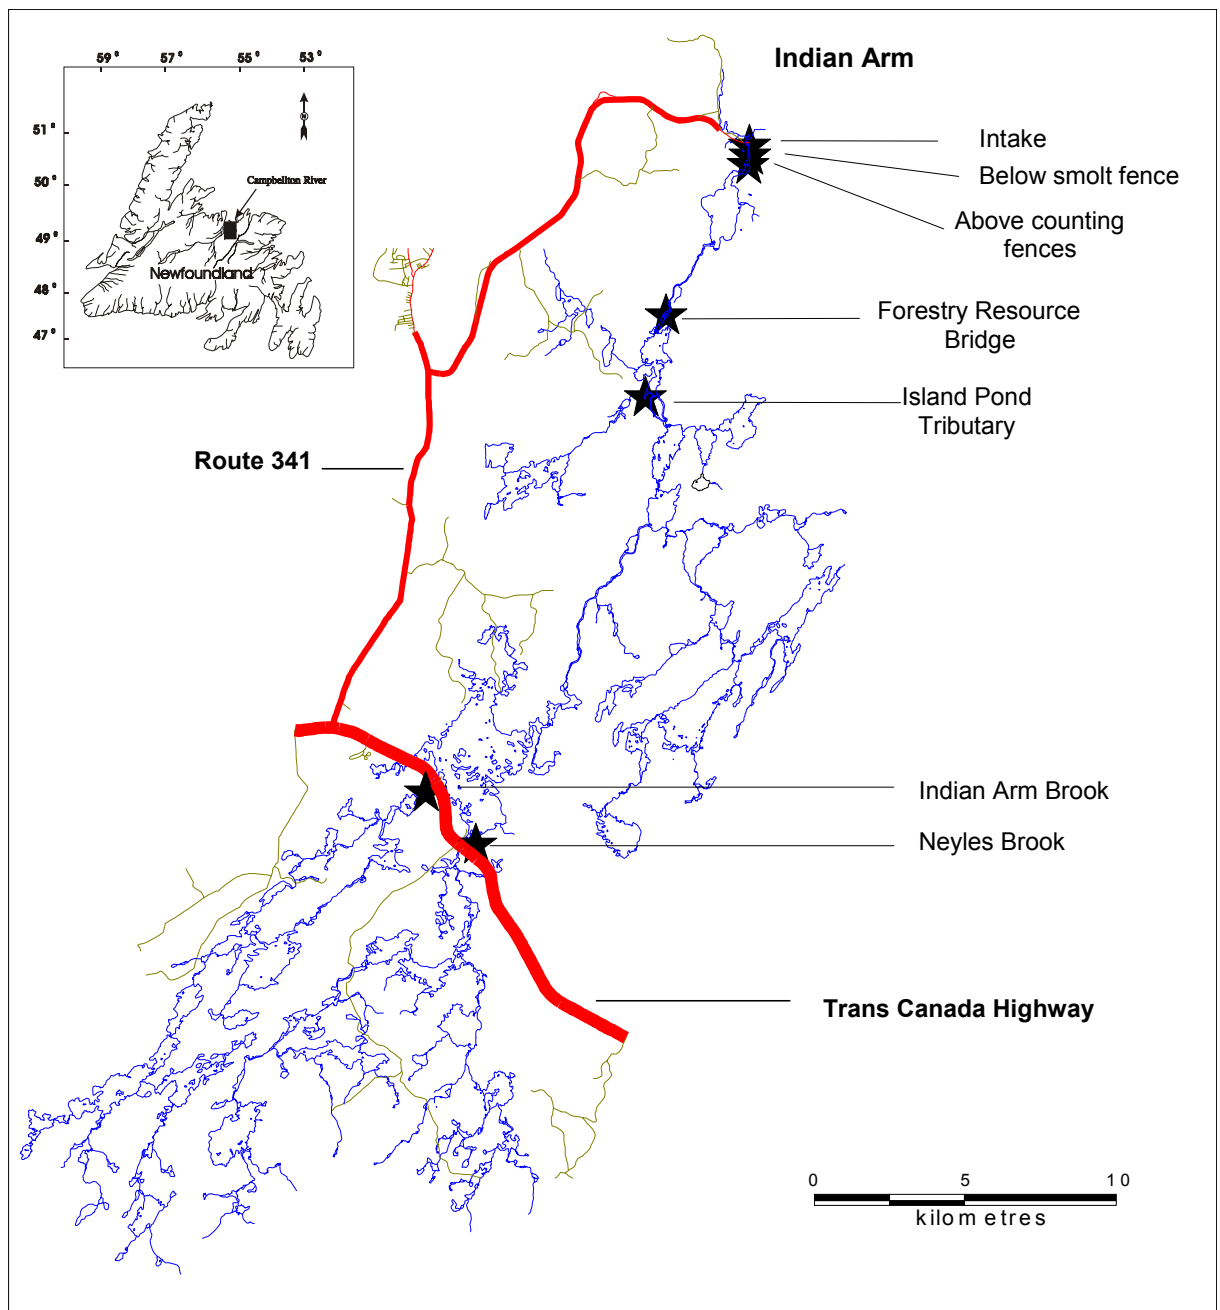 Indian Arm
59° 57° 55° 53°
N
51°
50°
49°
48°
47°
Campbellton River
Newfoundland
Intake
Below smolt fence
Above counting
fences
Forestry Resource
Bridge
Island Pond
Tributary
Route 341
Indian Arm Brook
Neyles Brook
Trans Canada Highway
0 5 10
kilometres